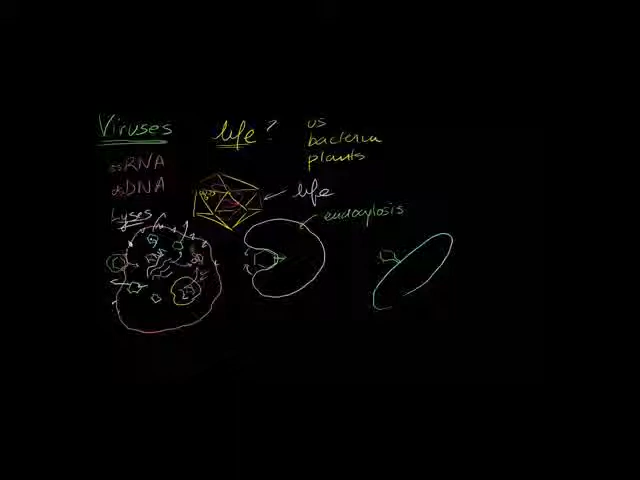 Viruses
life?
us
bacteria
plants
ssRNA
dsDNA
life
Lyses
endocytosis